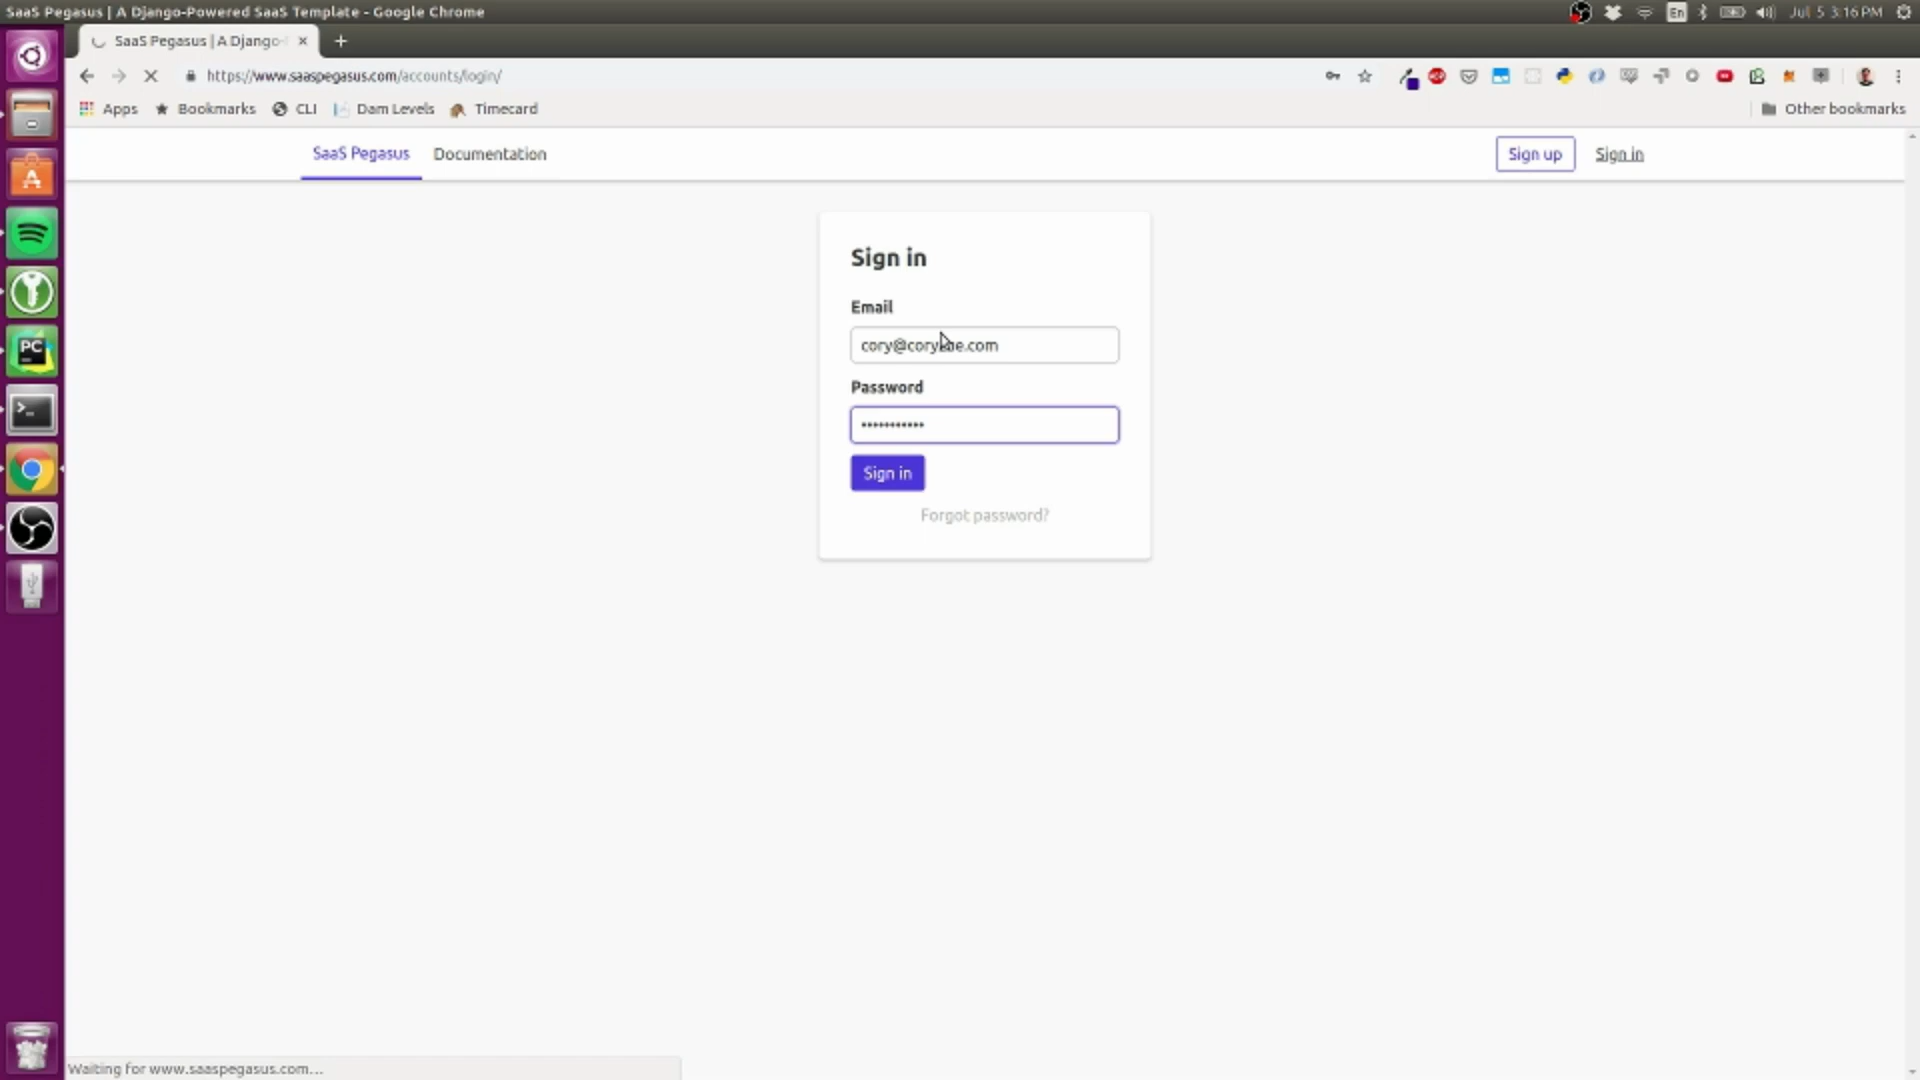 SaaS Pegasus | A Django-Powered SaaS Template - Google Chrome
En
Jul 5 3:16 PM
SaaS Pegasus | A Django-
https://www.saaspegasus.com/accounts/login/
Apps
Bookmarks
CLI
Dam Levels
Timecard
Other bookmarks
SaaS Pegasus
Documentation
Sign up
Sign in
Sign in
Email
Password
•••••••••••
Sign in
Forgot password?
PC
Waiting for www.saaspegasus.com...